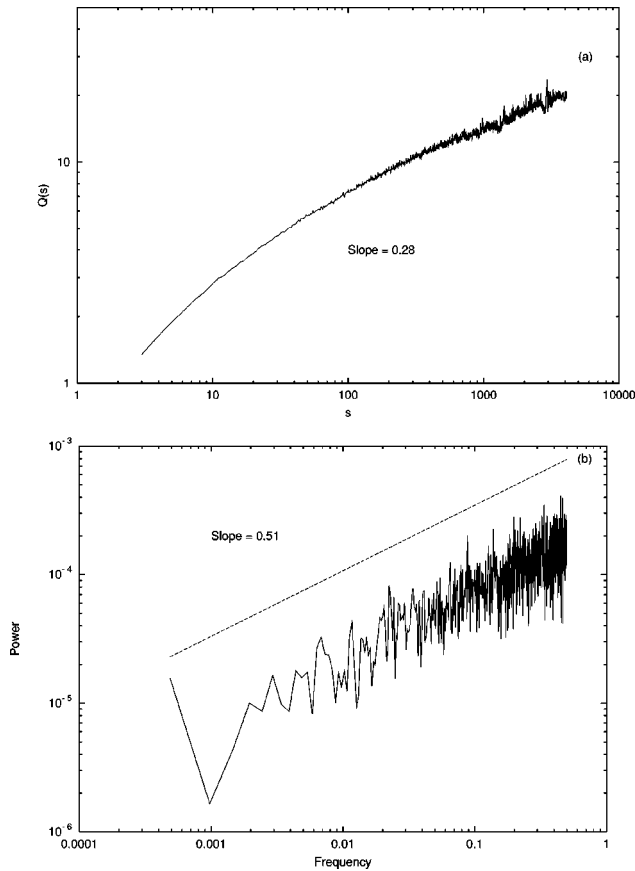 (a)
10
Q(s)
Slope = 0.28
1
1 10 100 1000 10000
s
10^-3
(b)
Slope = 0.51
10^-4
Power
10^-5
10^-6
0.0001 0.001 0.01 0.1 1
Frequency